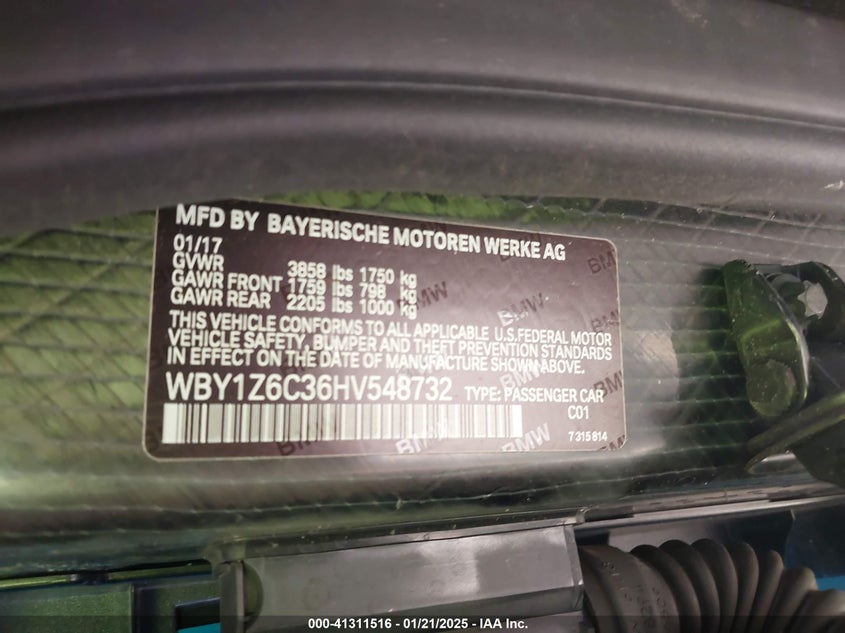 MFD BY BAYERISCHE MOTOREN WERKE AG
01/17
GVWR 3858 lbs 1750 kg
GAWR FRONT 1759 lbs 798 kg
GAWR REAR 2205 lbs 1000 kg
THIS VEHICLE CONFORMS TO ALL APPLICABLE U.S.FEDERAL MOTOR
VEHICLE SAFETY, BUMPER AND THEFT PREVENTION STANDARDS
IN EFFECT ON THE DATE OF MANUFACTURE SHOWN ABOVE.
WBY1Z6C36HV548732 TYPE: PASSENGER CAR
C01
7 315 814
000-41311516 - 01/21/2025 - IAA Inc.